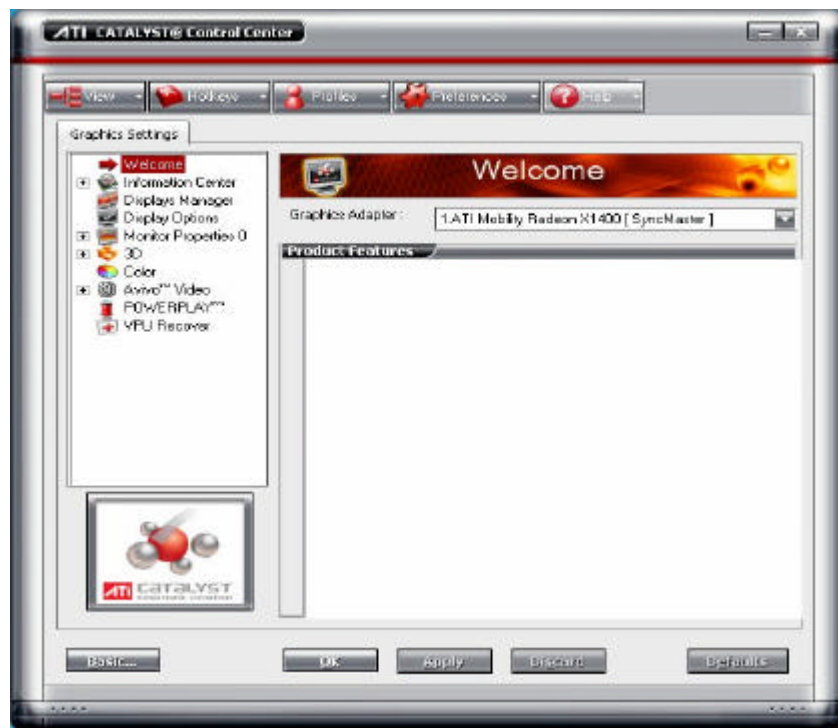 ATI CATALYST® Control Center
View
Hotkeys
Profiles
Preferences
Help
Graphics Settings
Welcome
Information Center
Displays Manager
Display Options
Monitor Properties 0
3D
Color
Avivo™ Video
POWERPLAY™
VPU Recover
Welcome
Graphics Adapter :
1.ATI Mobility Radeon X1400 [ SyncMaster ]
Product Features
ATI CATALYST
Basic...
OK
Apply
Discard
Defaults